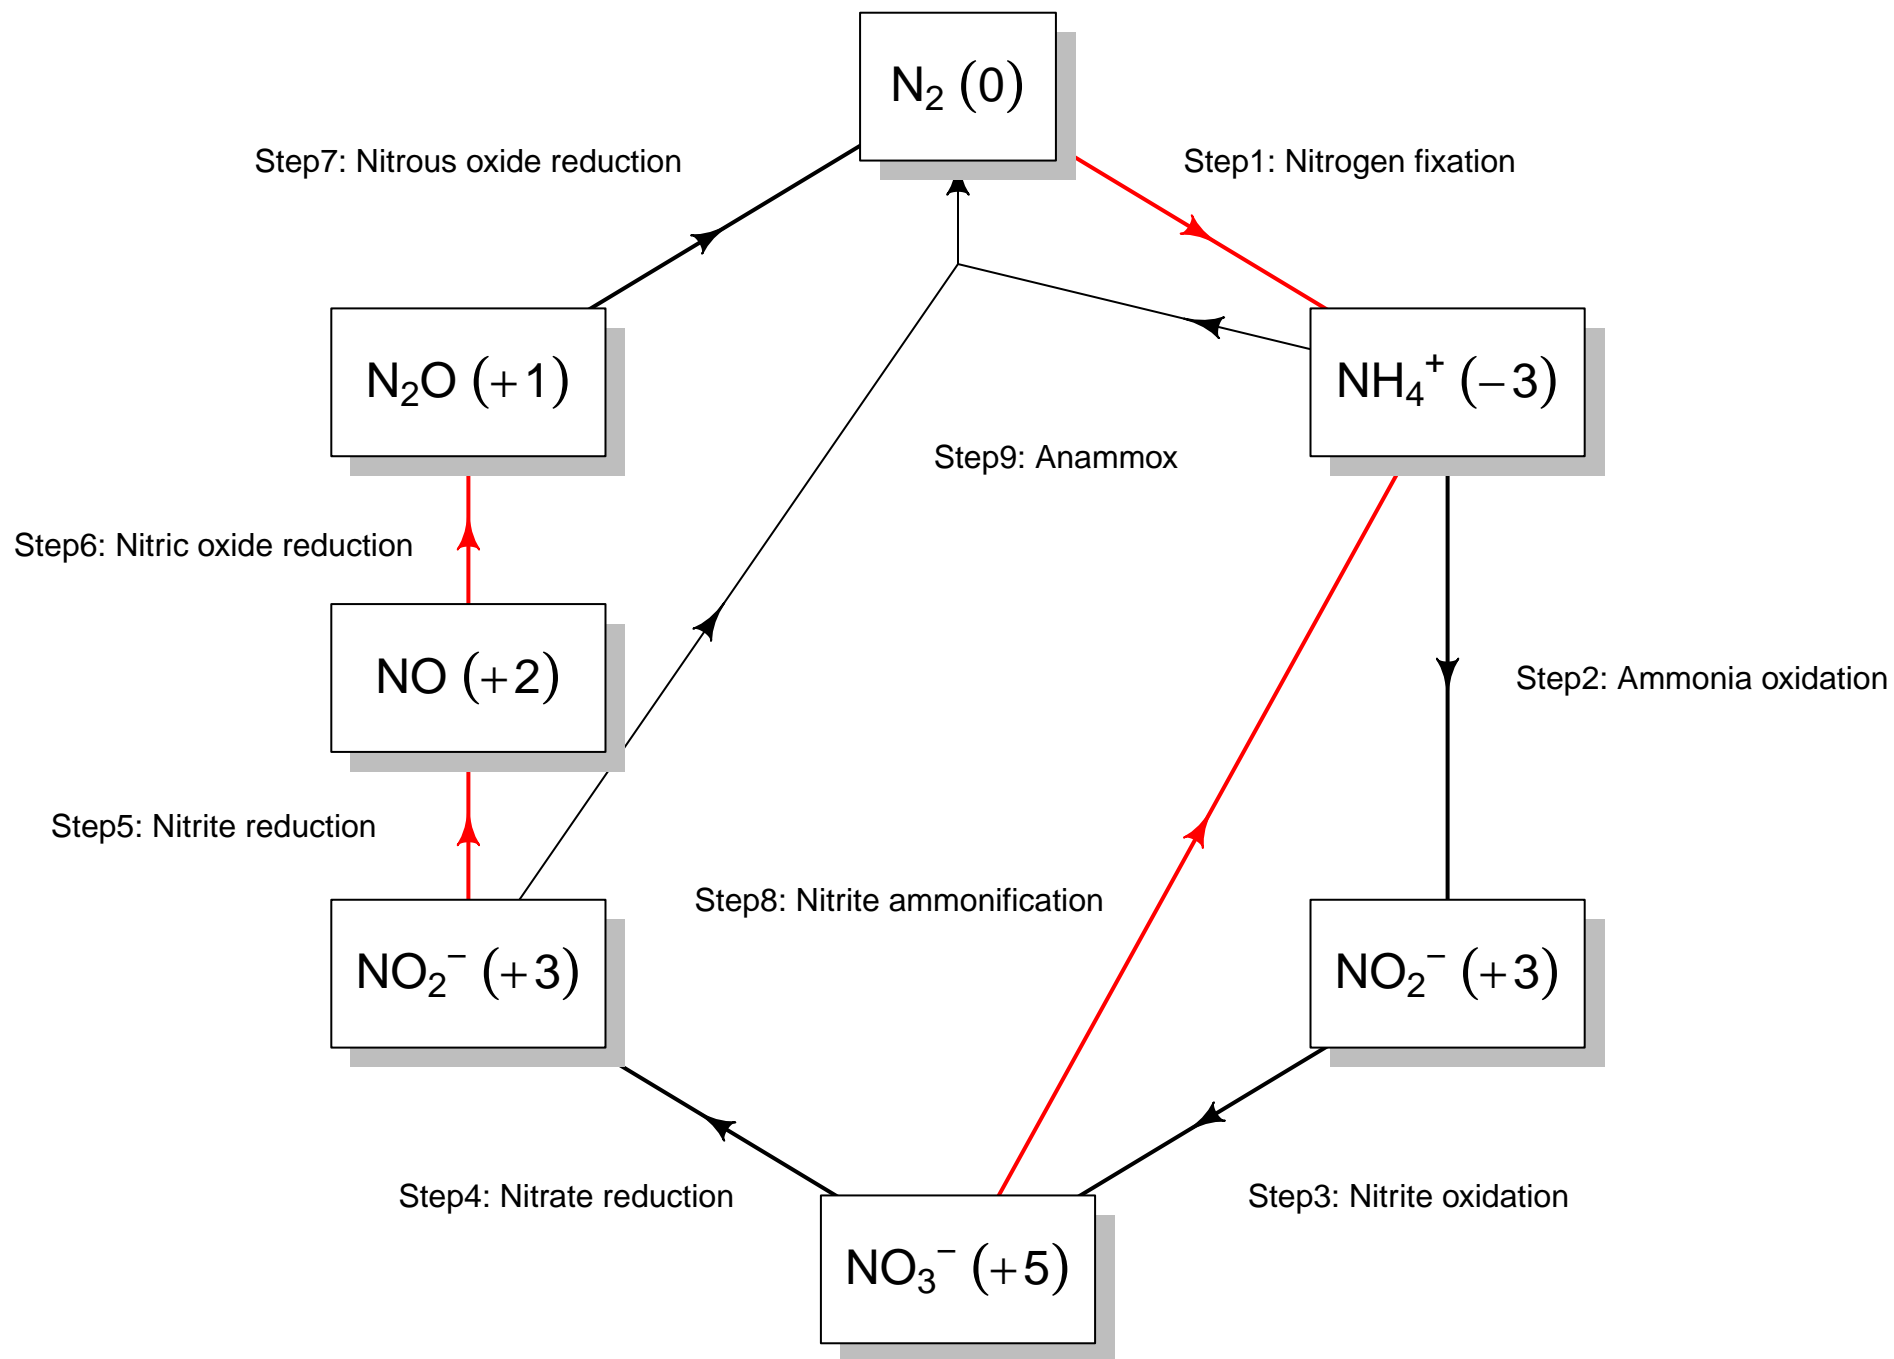 N₂ (0)
Step7: Nitrous oxide reduction
Step1: Nitrogen fixation
N₂O (+1)
NH₄⁺ (−3)
Step9: Anammox
Step6: Nitric oxide reduction
NO (+2)
Step2: Ammonia oxidation
Step5: Nitrite reduction
Step8: Nitrite ammonification
NO₂⁻ (+3)
NO₂⁻ (+3)
Step4: Nitrate reduction
Step3: Nitrite oxidation
NO₃⁻ (+5)